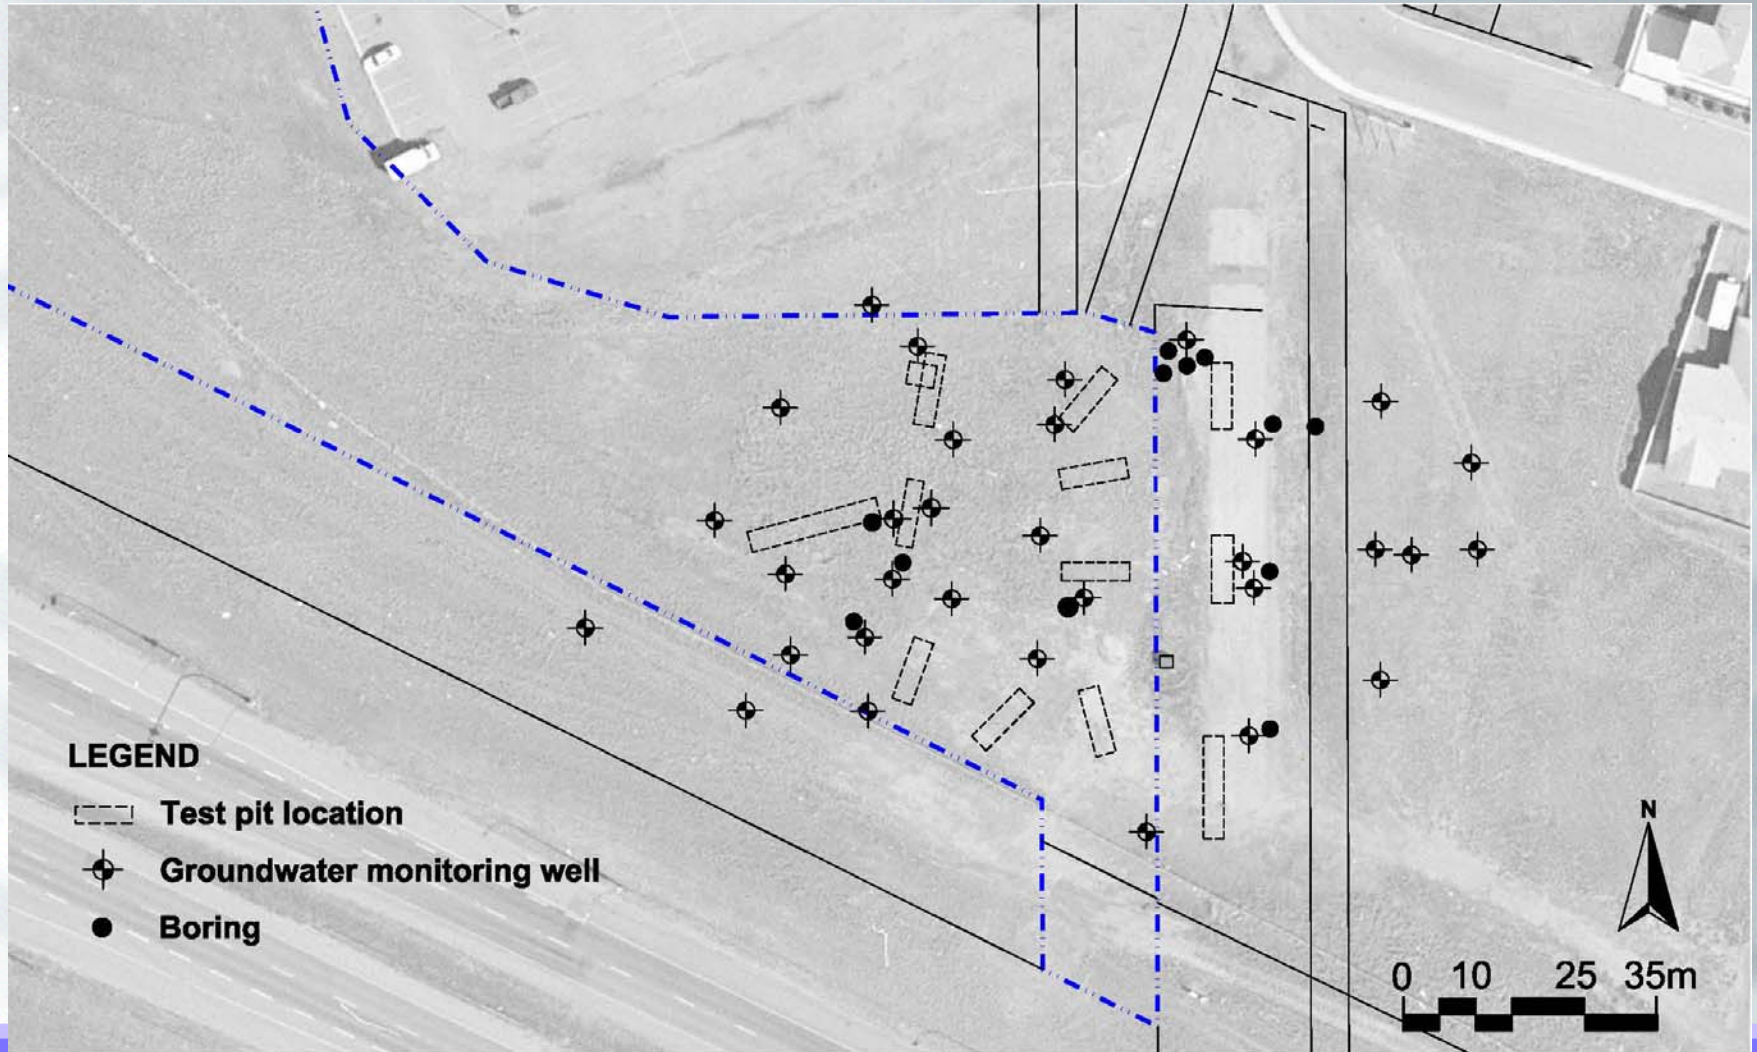 LEGEND
Test pit location
Groundwater monitoring well
Boring
N
0 10 25 35m